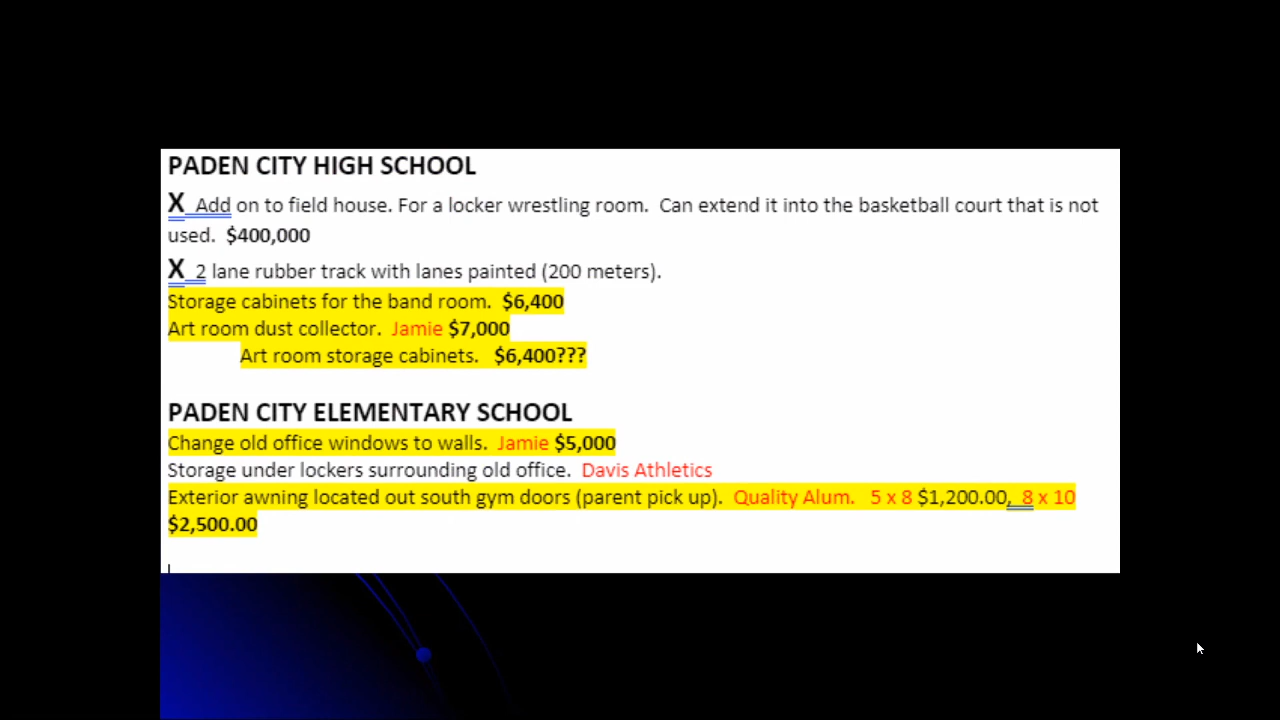 PADEN CITY HIGH SCHOOL
X  Add on to field house. For a locker wrestling room.  Can extend it into the basketball court that is not
used.  $400,000
X  2 lane rubber track with lanes painted (200 meters).
Storage cabinets for the band room.  $6,400
Art room dust collector.  Jamie $7,000
Art room storage cabinets.   $6,400???
PADEN CITY ELEMENTARY SCHOOL
Change old office windows to walls.  Jamie $5,000
Storage under lockers surrounding old office.  Davis Athletics
Exterior awning located out south gym doors (parent pick up).  Quality Alum.   5 x 8 $1,200.00,  8 x 10
$2,500.00